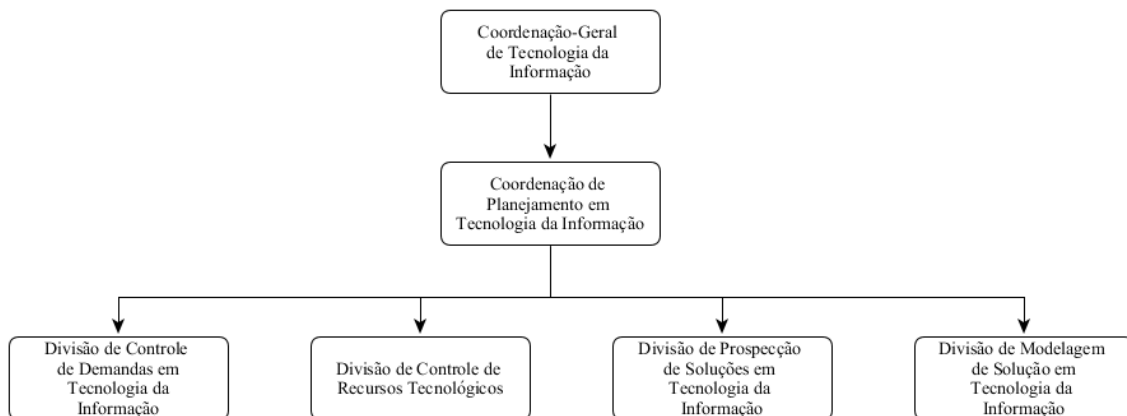 Coordenação-Geral
de Tecnologia da
Informação
Coordenação de
Planejamento em
Tecnologia da Informação
Divisão de Controle
de Demandas em
Tecnologia da
Informação
Divisão de Controle de
Recursos Tecnológicos
Divisão de Prospecção
de Soluções em
Tecnologia da
Informação
Divisão de Modelagem
de Solução em
Tecnologia da
Informação